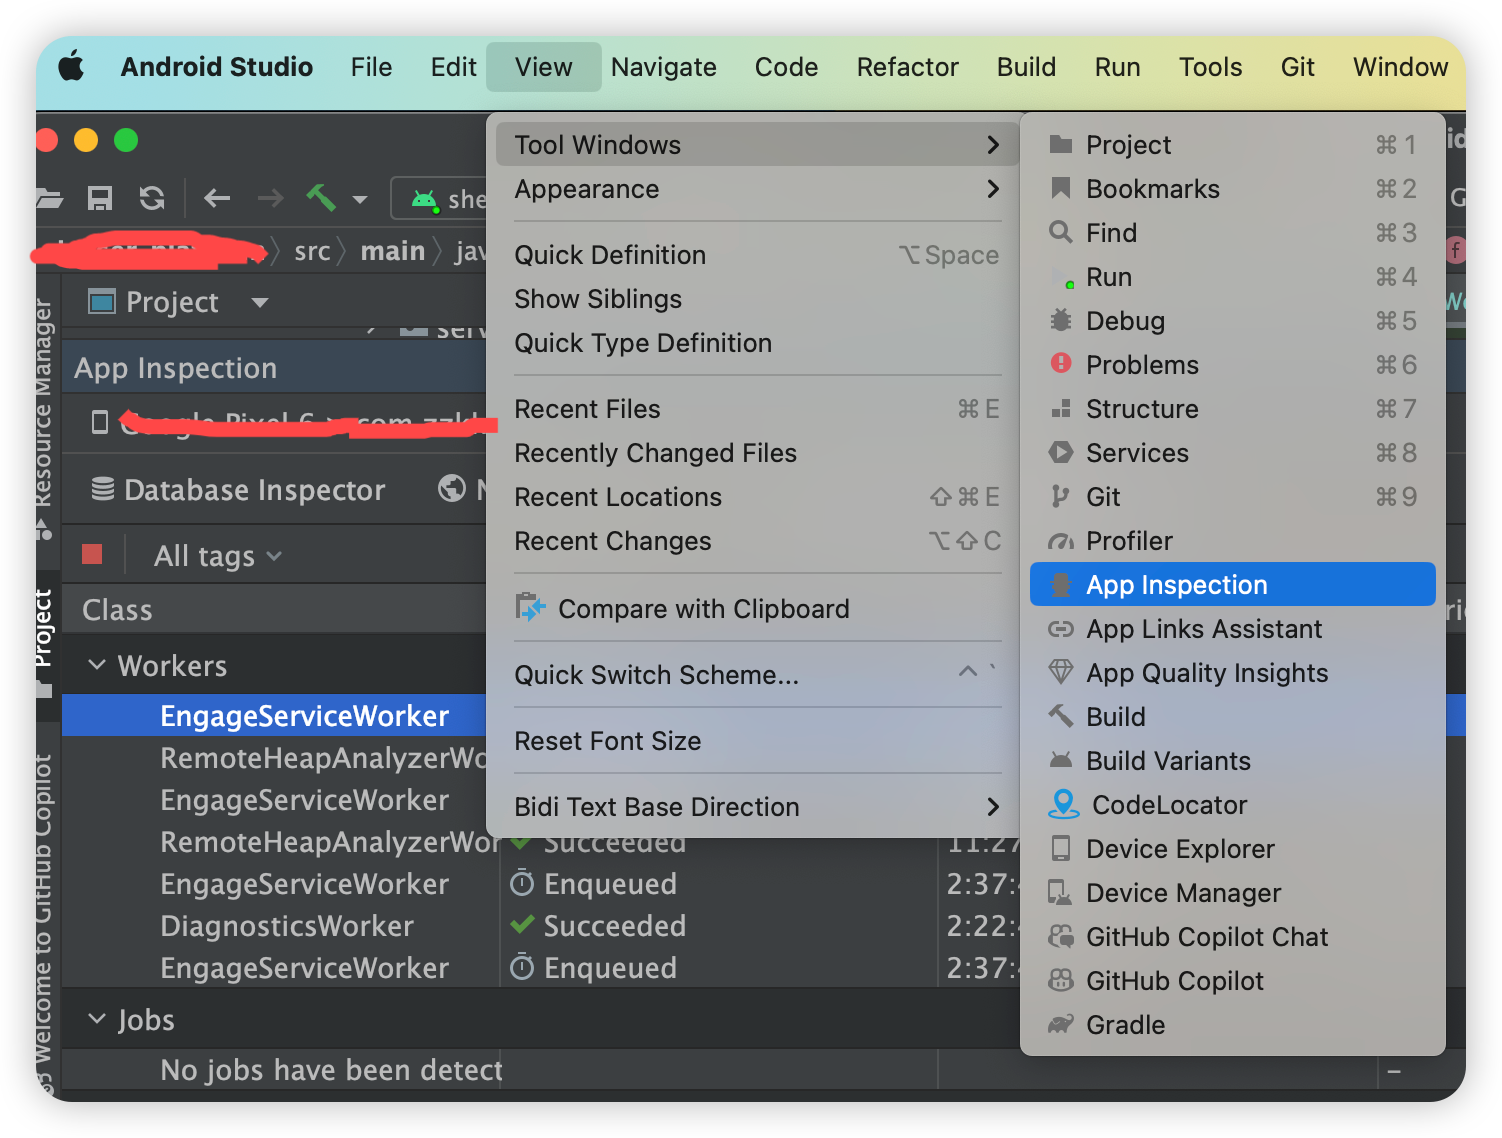 Android Studio File Edit View Navigate Code Refactor Build Run Tools Git Window
she
src main
Project
App Inspection
Database Inspector
All tags
Class
Workers
EngageServiceWorker
RemoteHeapAnalyzerWo
EngageServiceWorker
RemoteHeapAnalyzerWor Succeeded 11:27
EngageServiceWorker Enqueued 2:37:
DiagnosticsWorker Succeeded 2:22:
EngageServiceWorker Enqueued 2:37:
Jobs
No jobs have been detect –
Resource Manager
Project
Welcome to GitHub Copilot
Tool Windows
Appearance
Quick Definition ⌥Space
Show Siblings
Quick Type Definition
Recent Files ⌘E
Recently Changed Files
Recent Locations ⇧⌘E
Recent Changes ⌥⇧C
Compare with Clipboard
Quick Switch Scheme... ^ `
Reset Font Size
Bidi Text Base Direction
Project ⌘1
Bookmarks ⌘2
Find ⌘3
Run ⌘4
Debug ⌘5
Problems ⌘6
Structure ⌘7
Services ⌘8
Git ⌘9
Profiler
App Inspection
App Links Assistant
App Quality Insights
Build
Build Variants
CodeLocator
Device Explorer
Device Manager
GitHub Copilot Chat
GitHub Copilot
Gradle